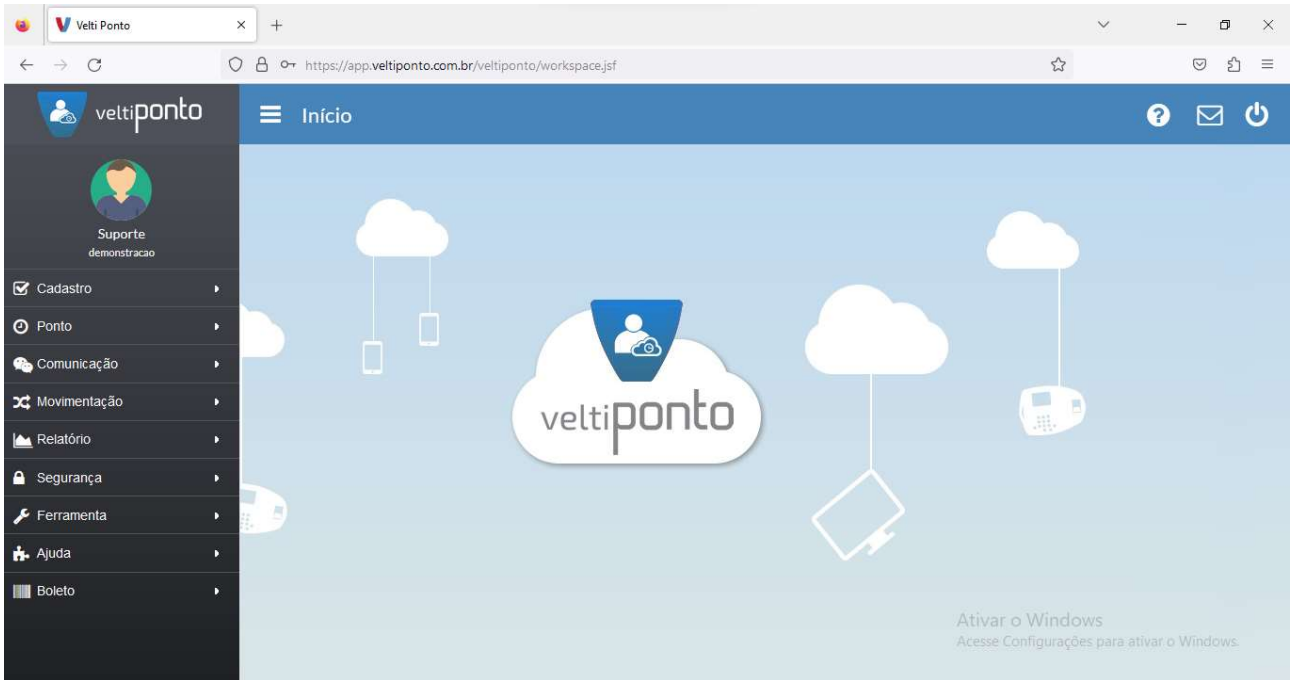 Velti Ponto
https://app.veltiponto.com.br/veltiponto/workspace.jsf
veltiponto
Início
Suporte
demonstracao
Cadastro
Ponto
Comunicação
Movimentação
Relatório
Segurança
Ferramenta
Ajuda
Boleto
veltiponto
Ativar o Windows
Acesse Configurações para ativar o Windows.